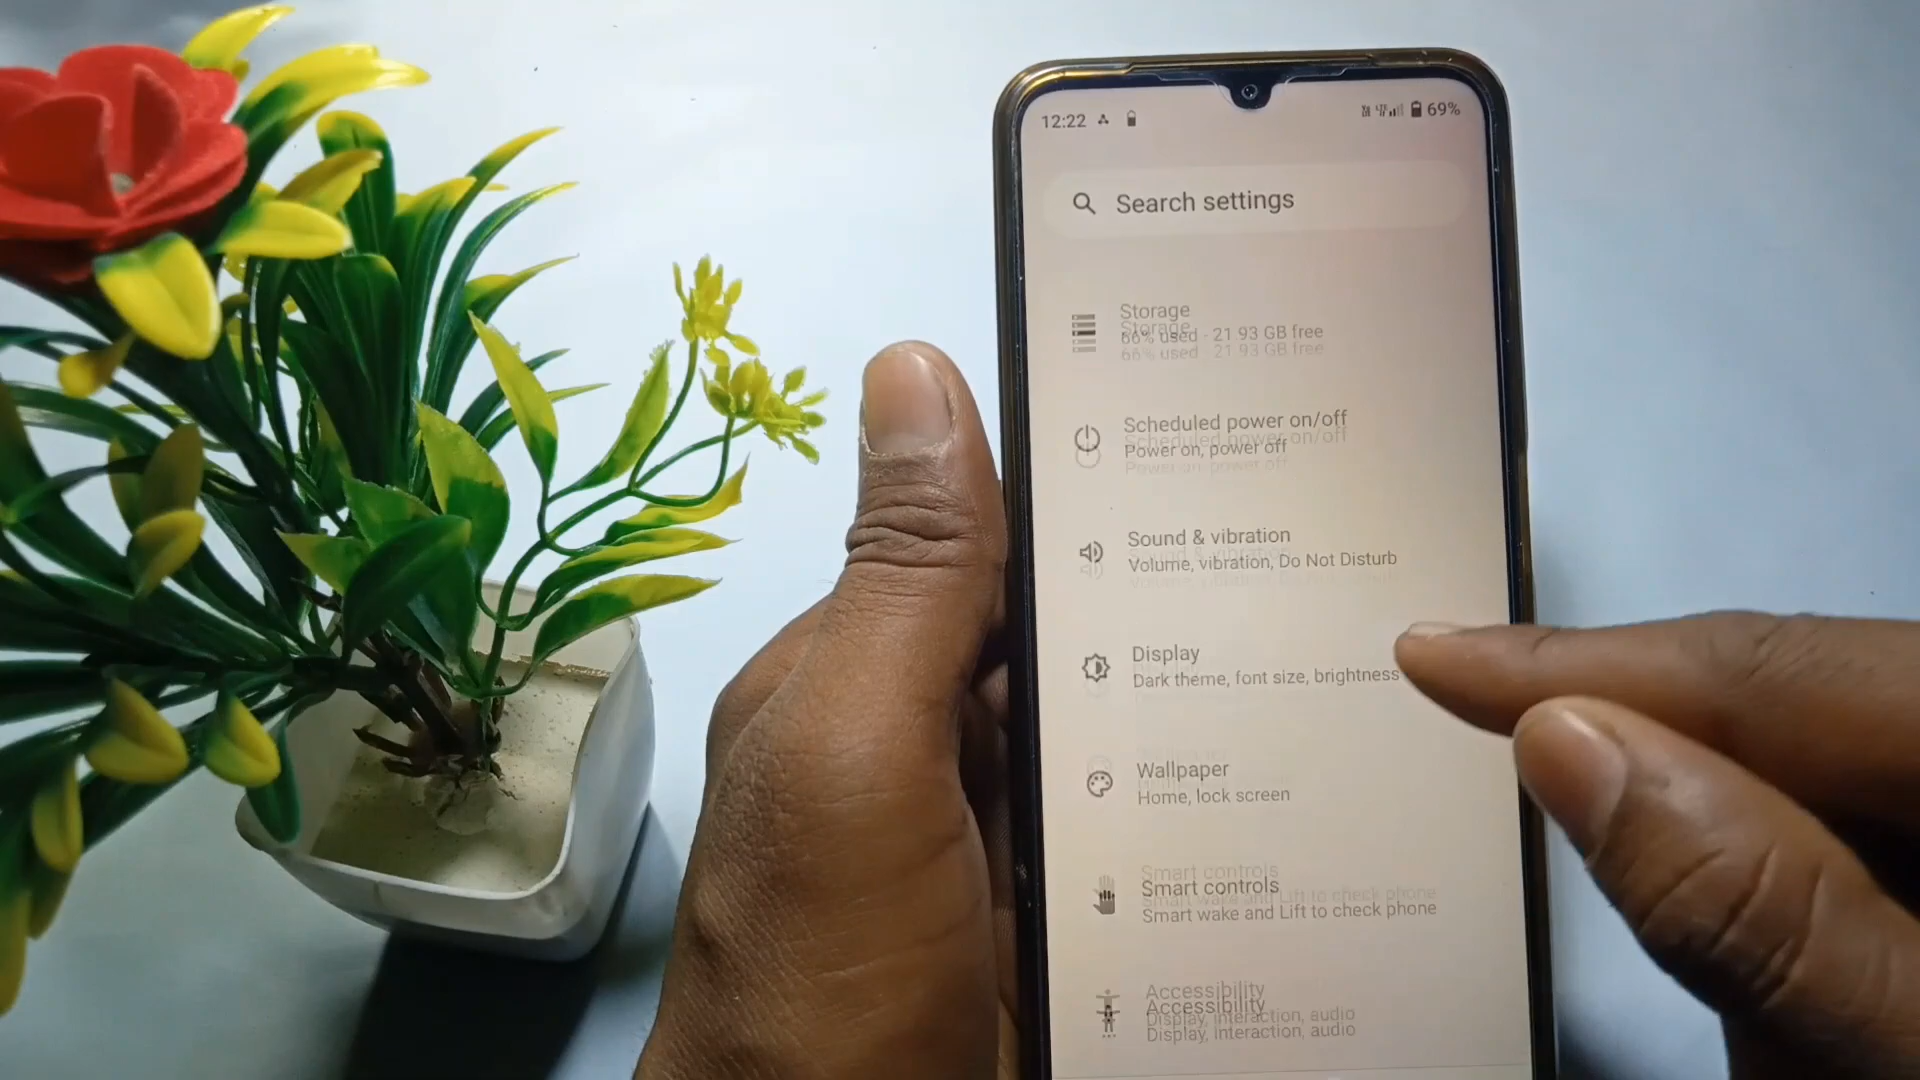 12:22
69%
Search settings
Storage
66% used - 21.93 GB free
Scheduled power on/off
Power on, power off
Sound & vibration
Volume, vibration, Do Not Disturb
Display
Dark theme, font size, brightness
Wallpaper
Home, lock screen
Smart controls
Smart wake and Lift to check phone
Accessibility
Display, interaction, audio